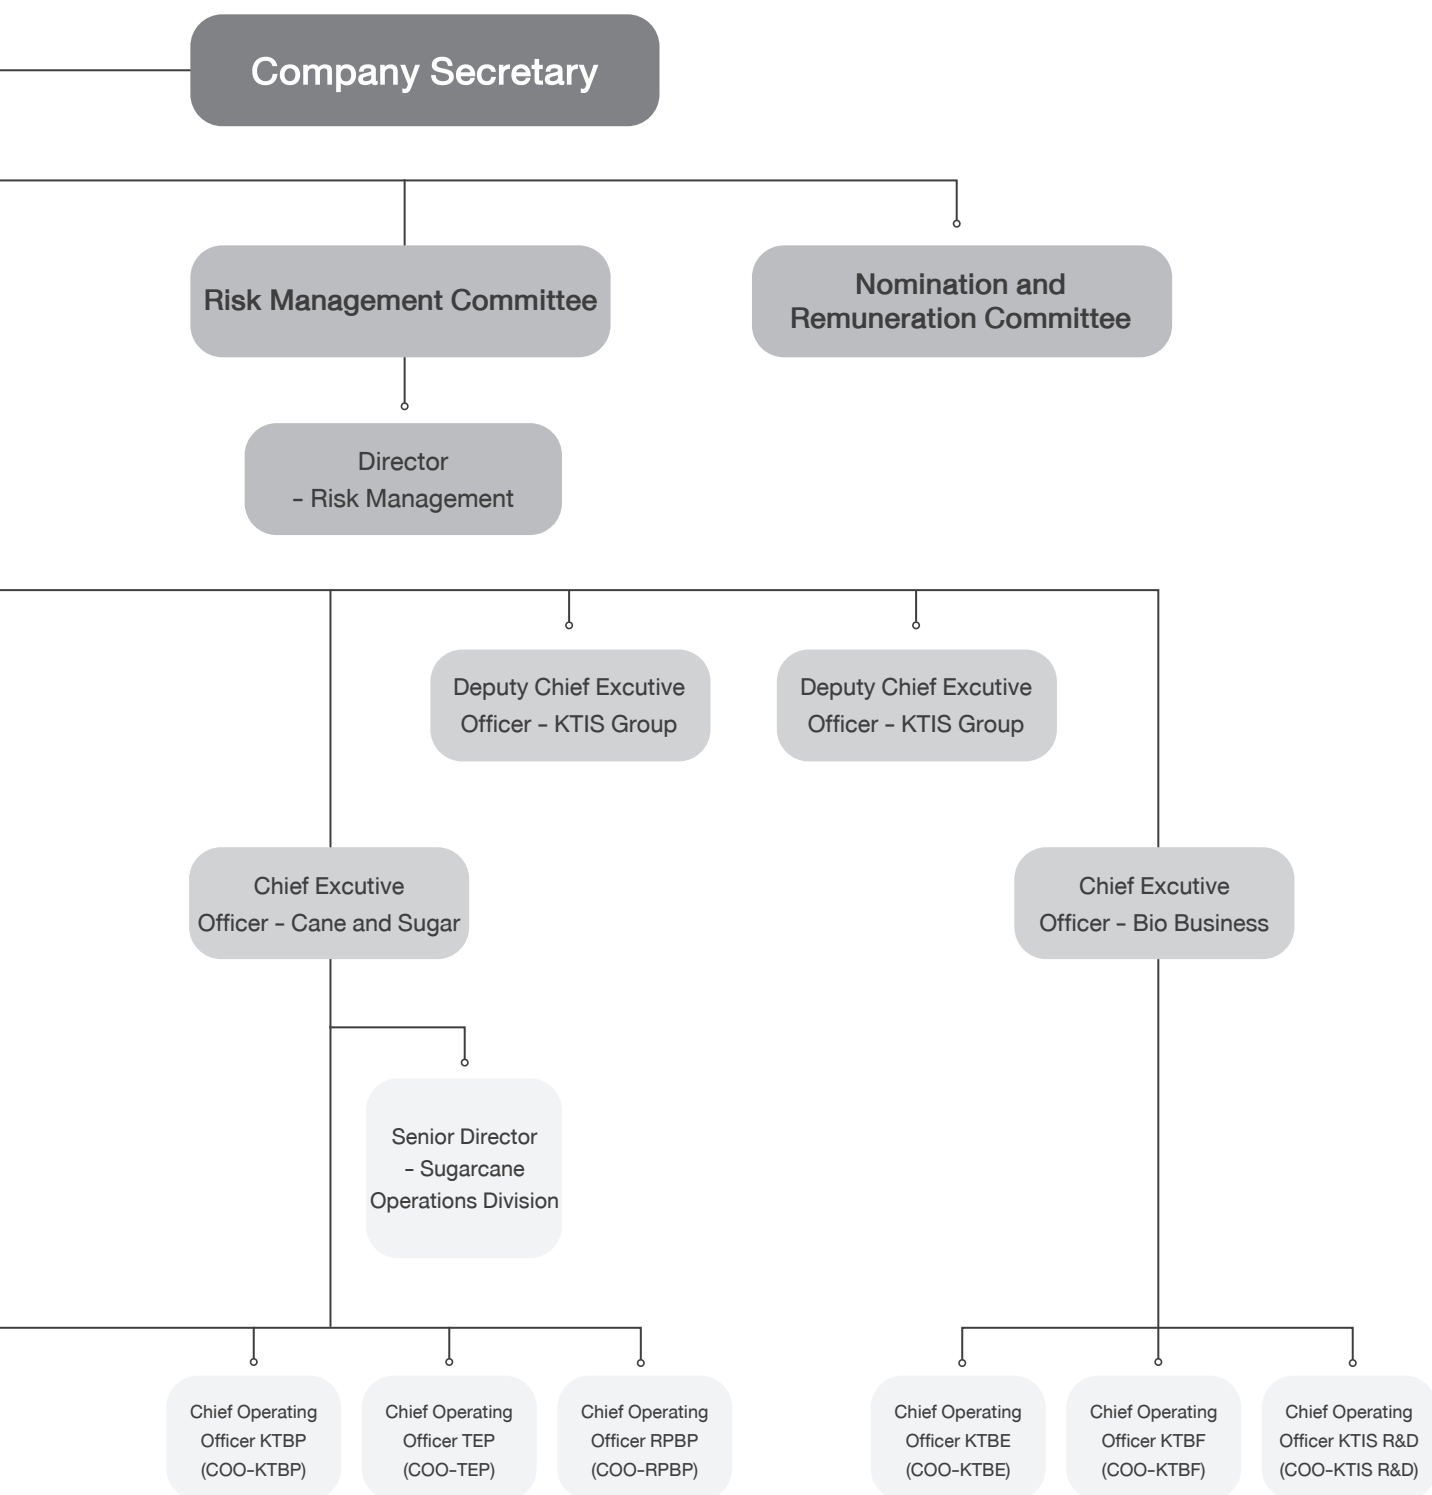 Company Secretary
Risk Management Committee
Nomination and
Remuneration Committee
Director
- Risk Management
Deputy Chief Excutive
Officer - KTIS Group
Deputy Chief Excutive
Officer - KTIS Group
Chief Excutive
Officer - Cane and Sugar
Chief Excutive
Officer - Bio Business
Senior Director
- Sugarcane
Operations Division
Chief Operating
Officer KTBP
(COO-KTBP)
Chief Operating
Officer TEP
(COO-TEP)
Chief Operating
Officer RPBP
(COO-RPBP)
Chief Operating
Officer KTBE
(COO-KTBE)
Chief Operating
Officer KTBF
(COO-KTBF)
Chief Operating
Officer KTIS R&D
(COO-KTIS R&D)